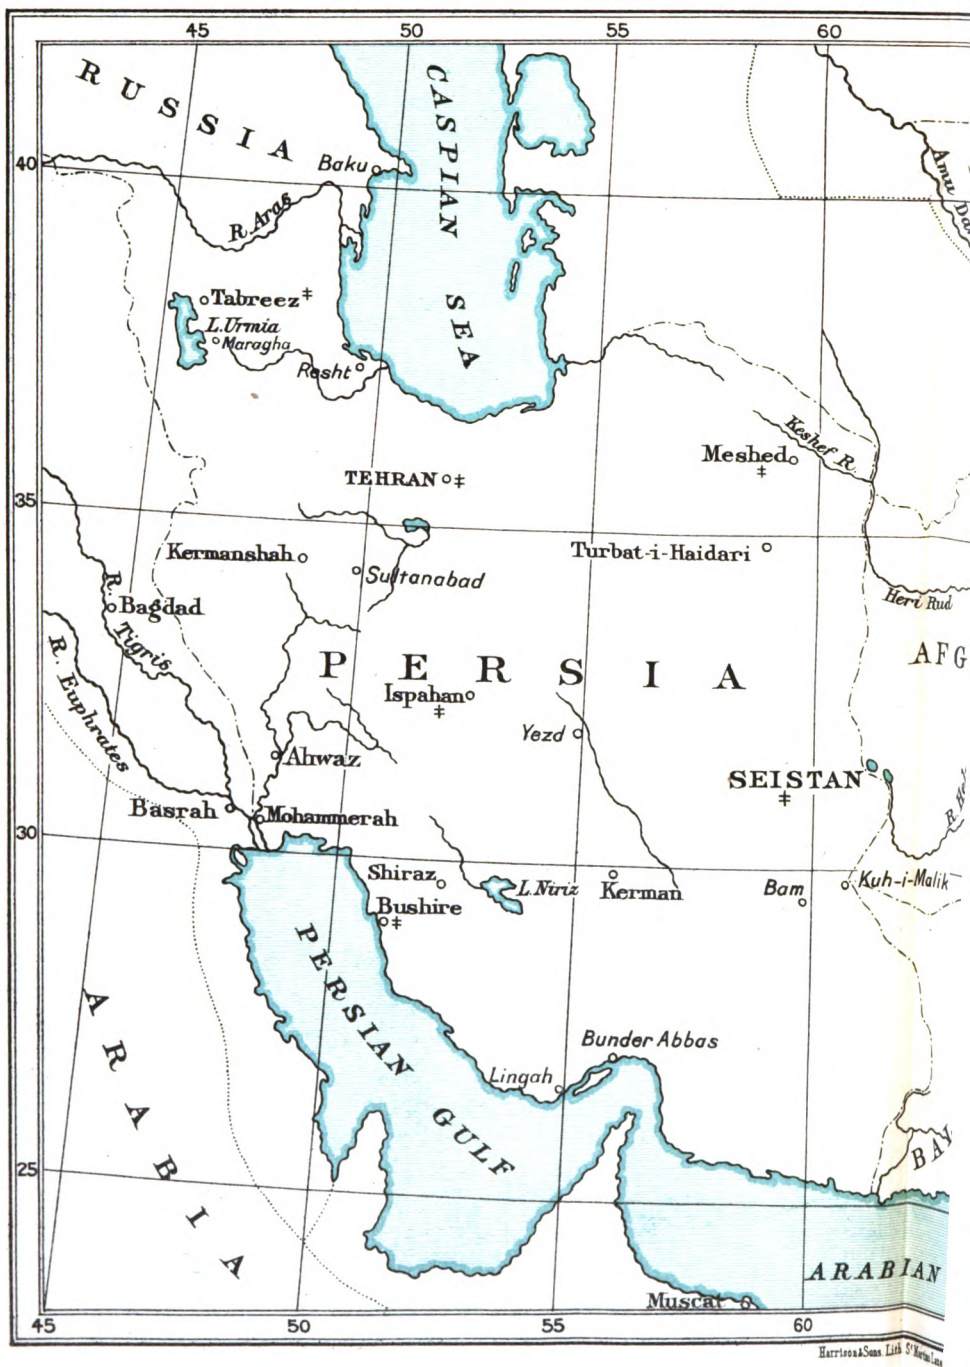 45 50 55 60
RUSSIA
CASPIAN SEA
Amu
40
Baku
R. Aras
Tabreez ‡
L. Urmia
Maragha
Resht
Keshef R.
Meshed
‡
TEHRAN ‡
35
Kermanshah
Turbat-i-Haidari
Sultanabad
Heri Rud
Bagdad
R. Tigris
R. Euphrates
AFG
PERSIA
Ispahan
‡
Yezd
Ahwaz
SEISTAN
‡
Basrah
Mohammerah
30
Shiraz
L. Niriz
Kerman
Bam
Kuh-i-Malik
Bushire
‡
PERSIAN GULF
ARABIA
Bunder Abbas
Lingah
BAY
25
ARABIAN
Muscat
45 50 55 60
Harrison & Sons. Lith. St